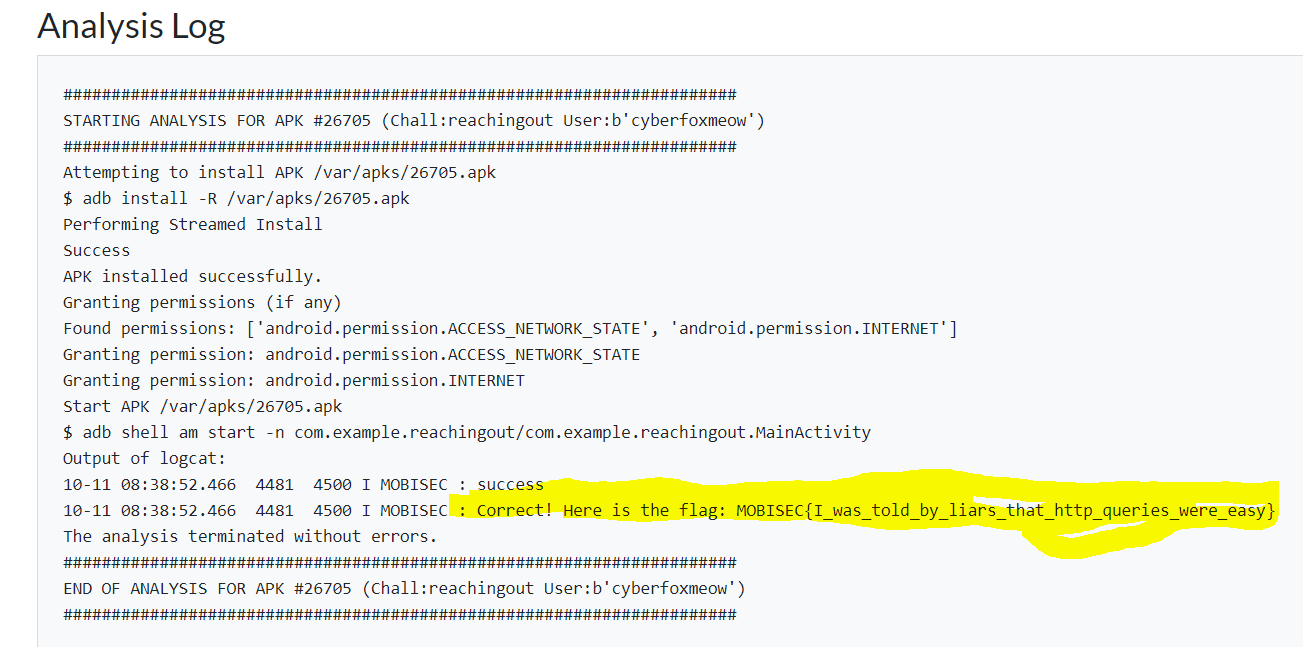 Analysis Log
######################################################################
STARTING ANALYSIS FOR APK #26705 (Chall:reachingout User:b'cyberfoxmeow')
######################################################################
Attempting to install APK /var/apks/26705.apk
$ adb install -R /var/apks/26705.apk
Performing Streamed Install
Success
APK installed successfully.
Granting permissions (if any)
Found permissions: ['android.permission.ACCESS_NETWORK_STATE', 'android.permission.INTERNET']
Granting permission: android.permission.ACCESS_NETWORK_STATE
Granting permission: android.permission.INTERNET
Start APK /var/apks/26705.apk
$ adb shell am start -n com.example.reachingout/com.example.reachingout.MainActivity
Output of logcat:
10-11 08:38:52.466  4481  4500 I MOBISEC : success
10-11 08:38:52.466  4481  4500 I MOBISEC : Correct! Here is the flag: MOBISEC{I_was_told_by_liars_that_http_queries_were_easy}
The analysis terminated without errors.
######################################################################
END OF ANALYSIS FOR APK #26705 (Chall:reachingout User:b'cyberfoxmeow')
######################################################################